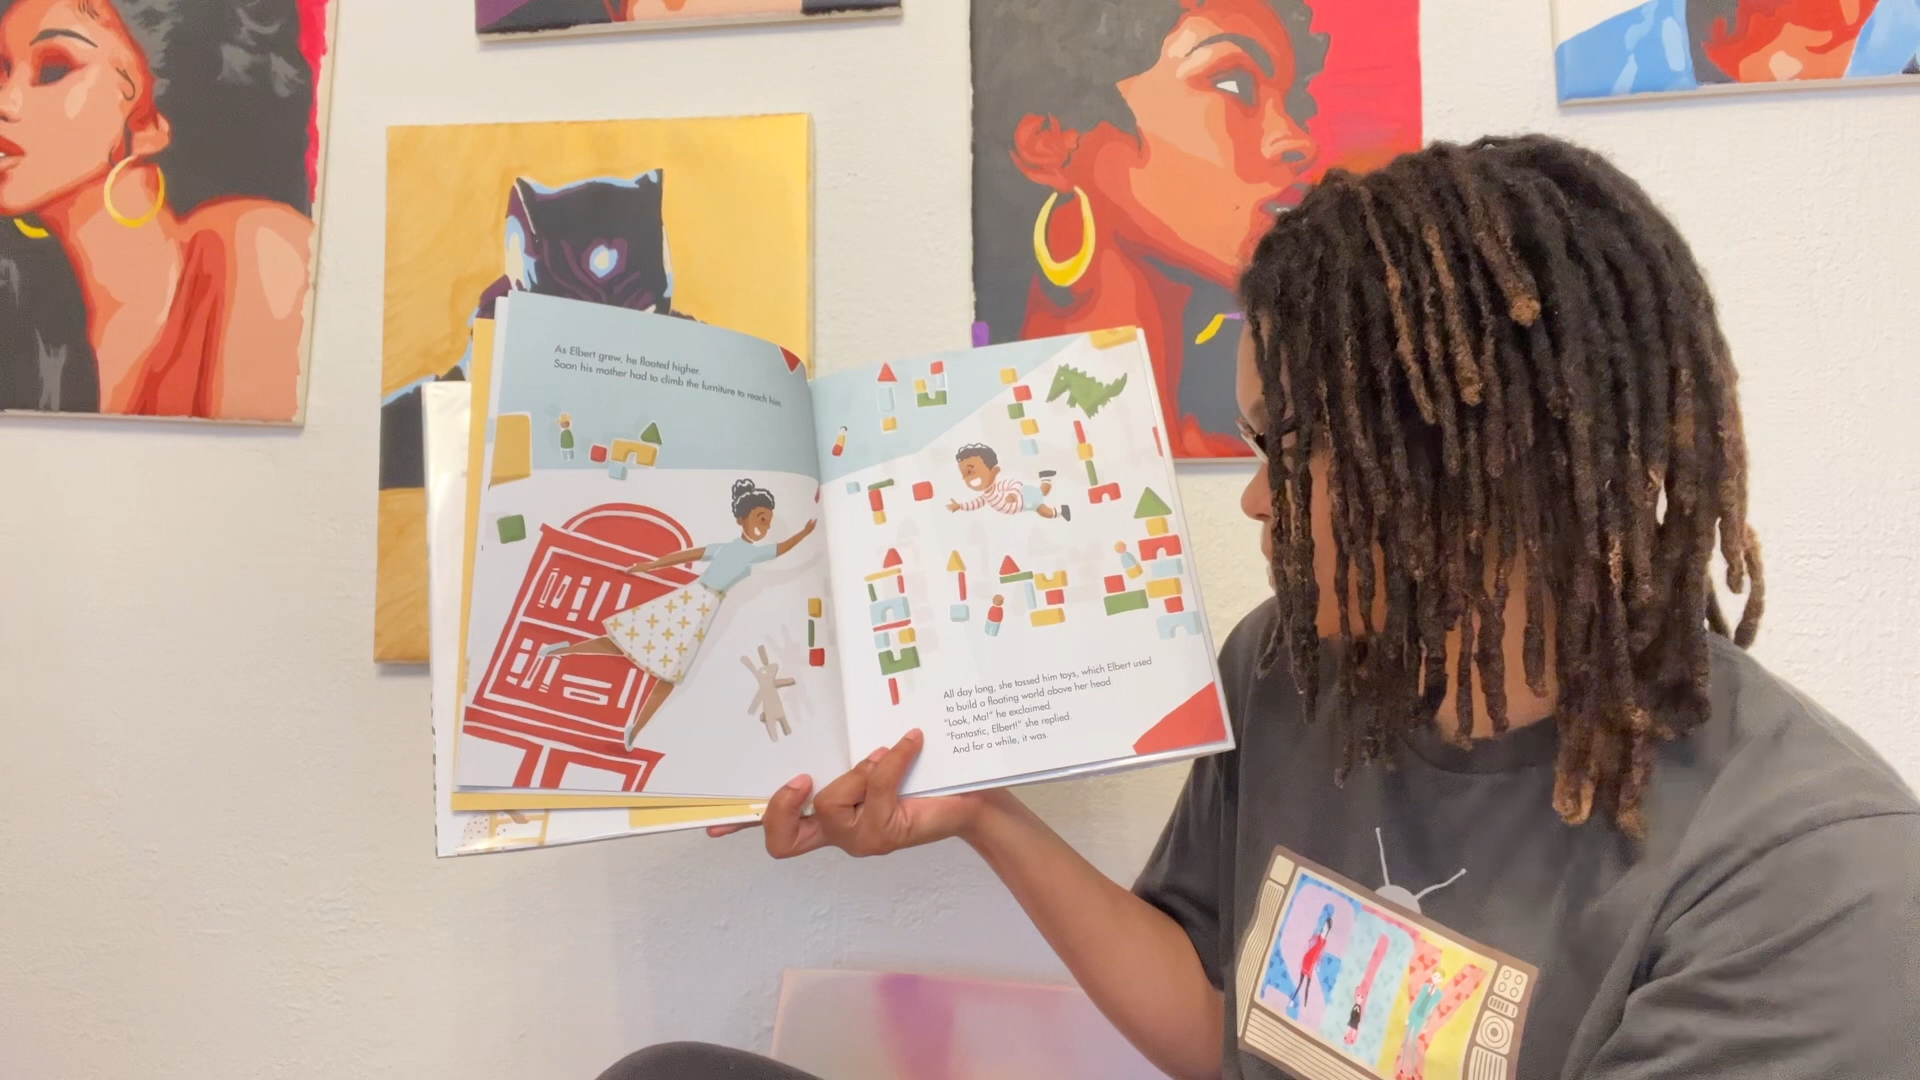 As Elbert grew, he floated higher.
Soon his mother had to climb the furniture to reach him.
All day long, she tossed him toys, which Elbert used
to build a floating world above her head.
"Look, Ma!" he exclaimed.
"Fantastic, Elbert!" she replied.
And for a while, it was.